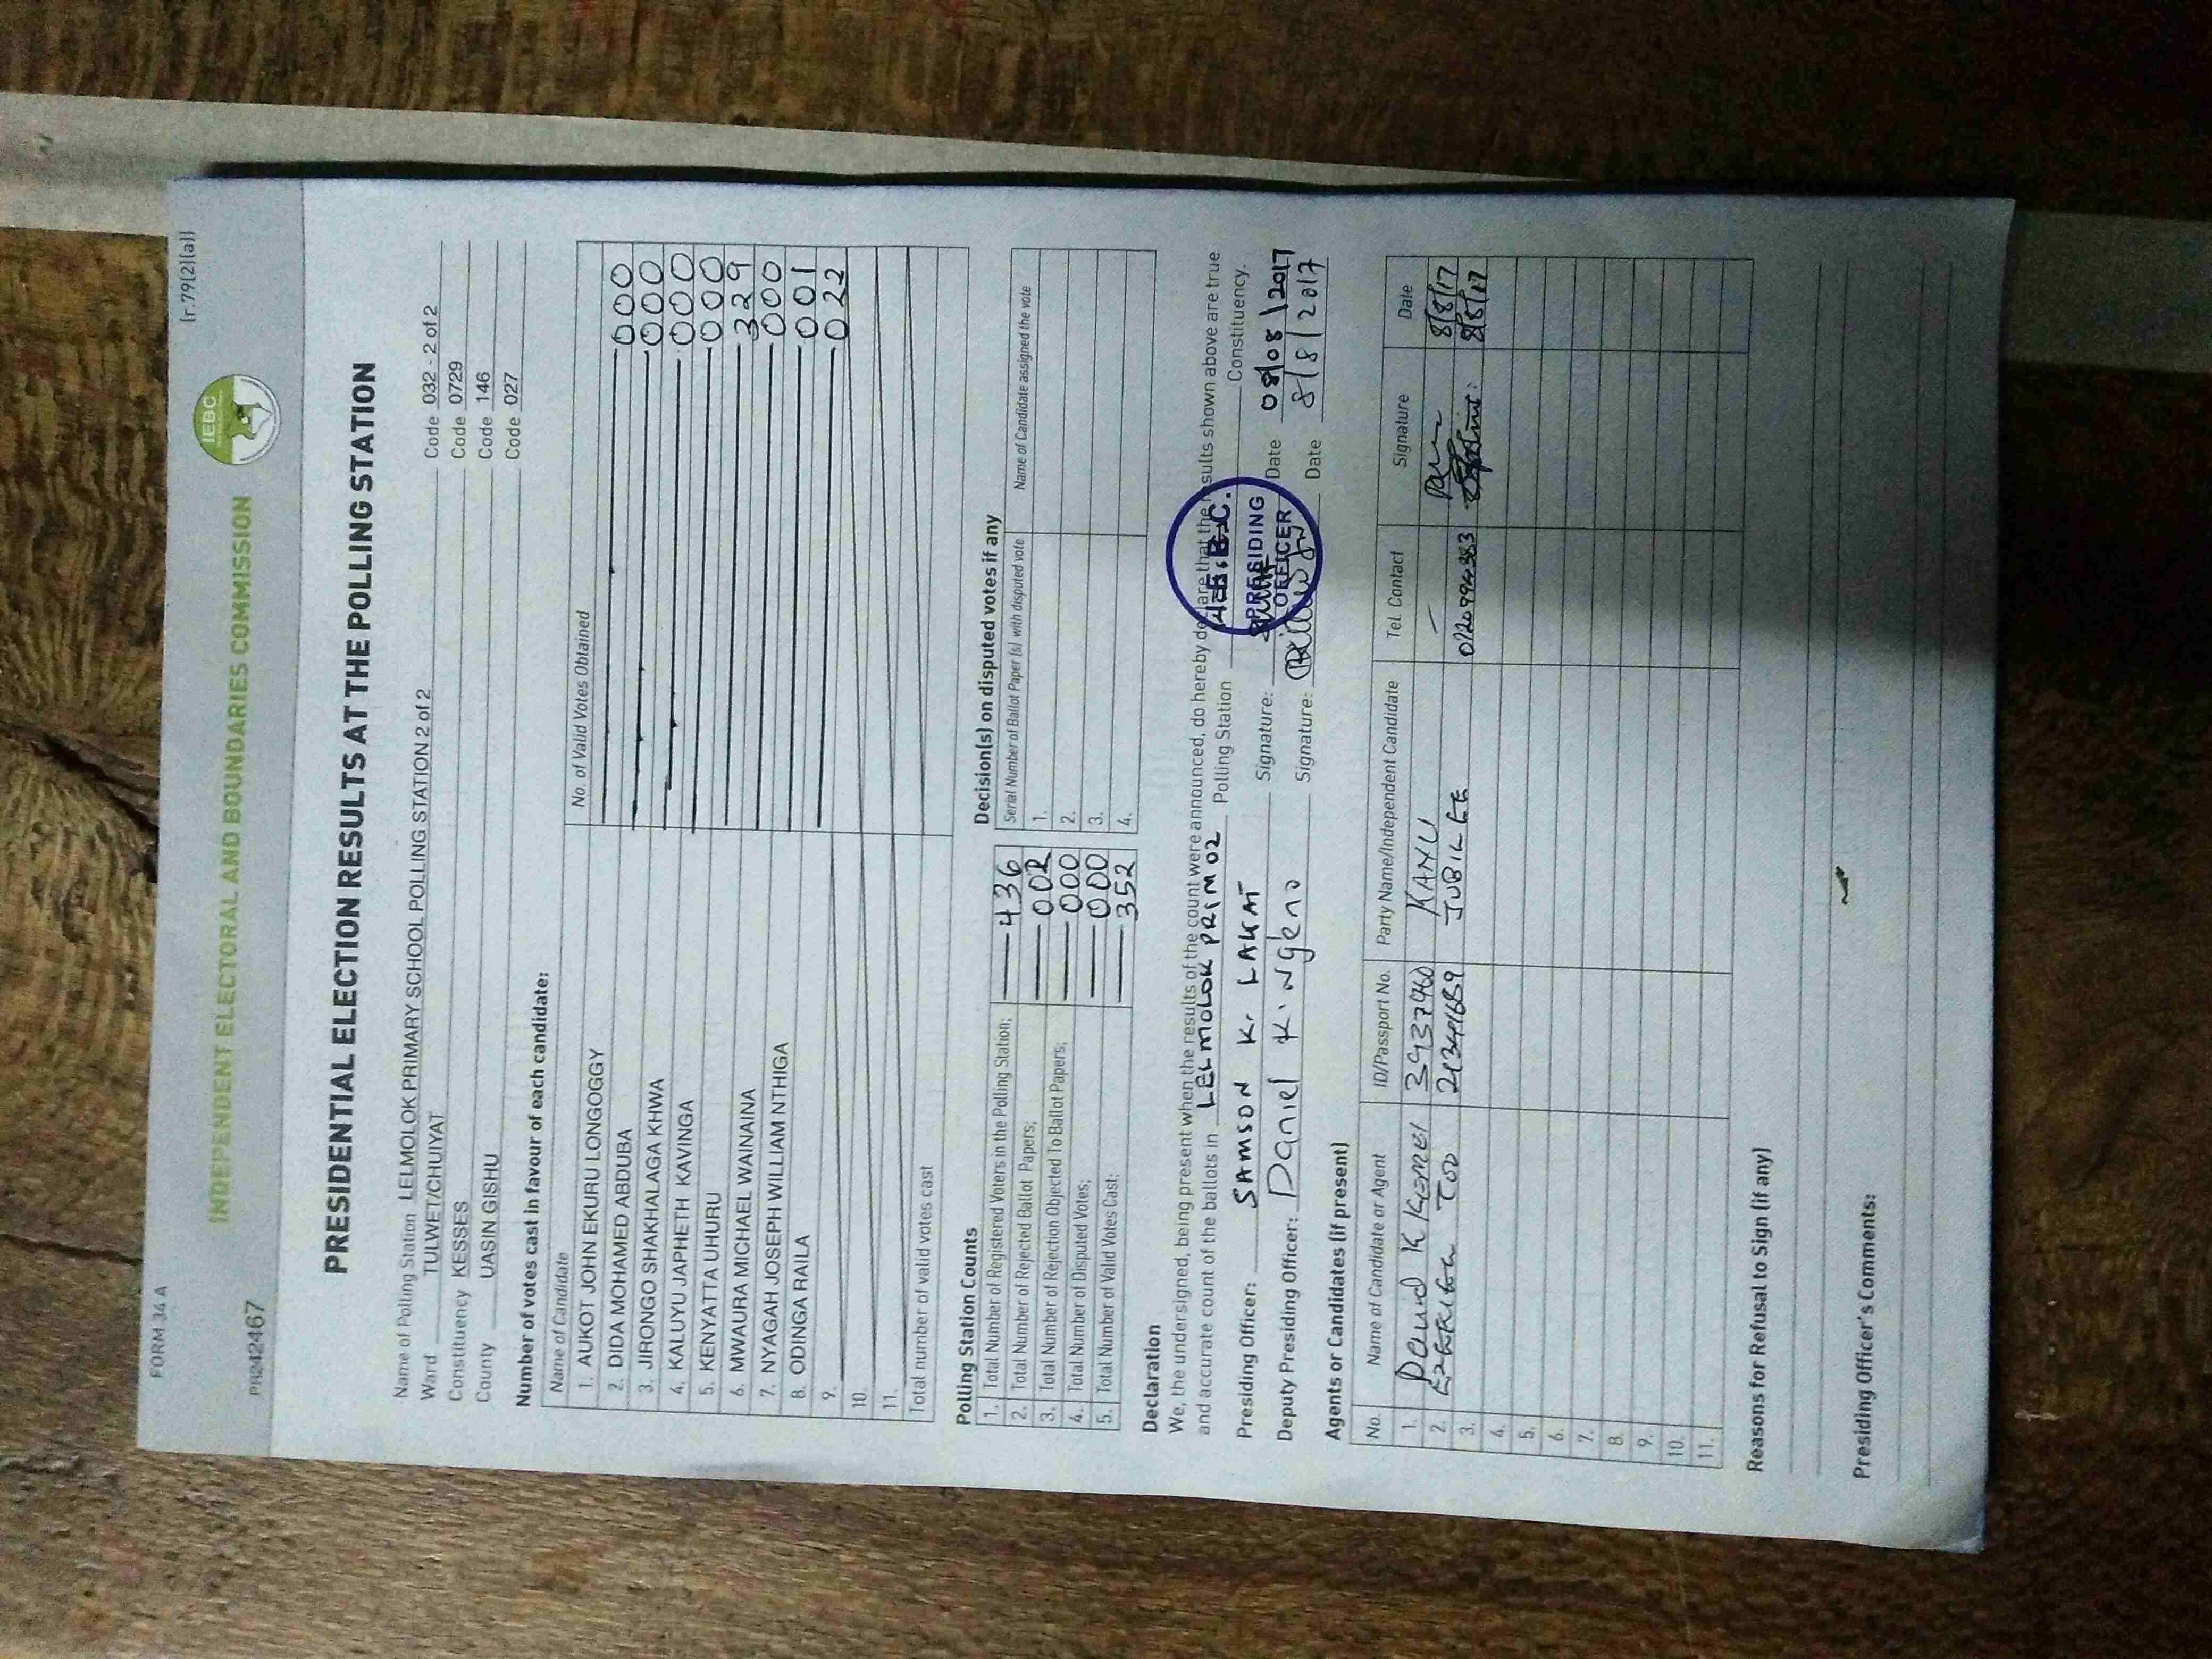 FORM 34 A
[r.79(2)(a)]
PR242467
INDEPENDENT ELECTORAL AND BOUNDARIES COMMISSION
IEBC
PRESIDENTIAL ELECTION RESULTS AT THE POLLING STATION
Name of Polling Station LELMOLOK PRIMARY SCHOOL POLLING STATION 2 of 2 Code 032 - 2 of 2
Ward TULWET/CHUIYAT Code 0729
Constituency KESSES Code 146
County UASIN GISHU Code 027
Number of votes cast in favour of each candidate:
Name of Candidate No. of Valid Votes Obtained
1. AUKOT JOHN EKURU LONGOGGY 000
2. DIDA MOHAMED ABDUBA 000
3. JIRONGO SHAKHALAGA KHWA 000
4. KALUYU JAPHETH KAVINGA 000
5. KENYATTA UHURU 329
6. MWAURA MICHAEL WAINAINA 000
7. NYAGAH JOSEPH WILLIAM NTHIGA 001
8. ODINGA RAILA 022
9.
10.
11.
Total number of valid votes cast
Polling Station Counts
1. Total Number of Registered Voters in the Polling Station; 436
2. Total Number of Rejected Ballot Papers; 002
3. Total Number of Rejection Objected To Ballot Papers; 000
4. Total Number of Disputed Votes; 000
5. Total Number of Valid Votes Cast; 352
Decision(s) on disputed votes if any
Serial Number of Ballot Paper (s) with disputed vote Name of Candidate assigned the vote
1.
2.
3.
4.
Declaration
We, the undersigned, being present when the results of the count were announced, do hereby declare that the results shown above are true
and accurate count of the ballots in LELMOLOK PRIM 02 Polling Station Constituency.
Presiding Officer: SAMSON K. LAKAT Signature: Date 08/08/2017
Deputy Presiding Officer: Daniel K. Ngeno Signature: Date 8/8/2017
I.E.B.C.
PRESIDING
OFFICER
Agents or Candidates (if present)
No. Name of Candidate or Agent ID/Passport No. Party Name/Independent Candidate Tel. Contact Signature Date
1. K 3937960 KANU – 8/8/17
2. EZEKIEL TOO JUBILEE 8/8/17
3.
4.
5.
6.
7.
8.
9.
10.
11.
Reasons for Refusal to Sign (if any)
Presiding Officer's Comments: